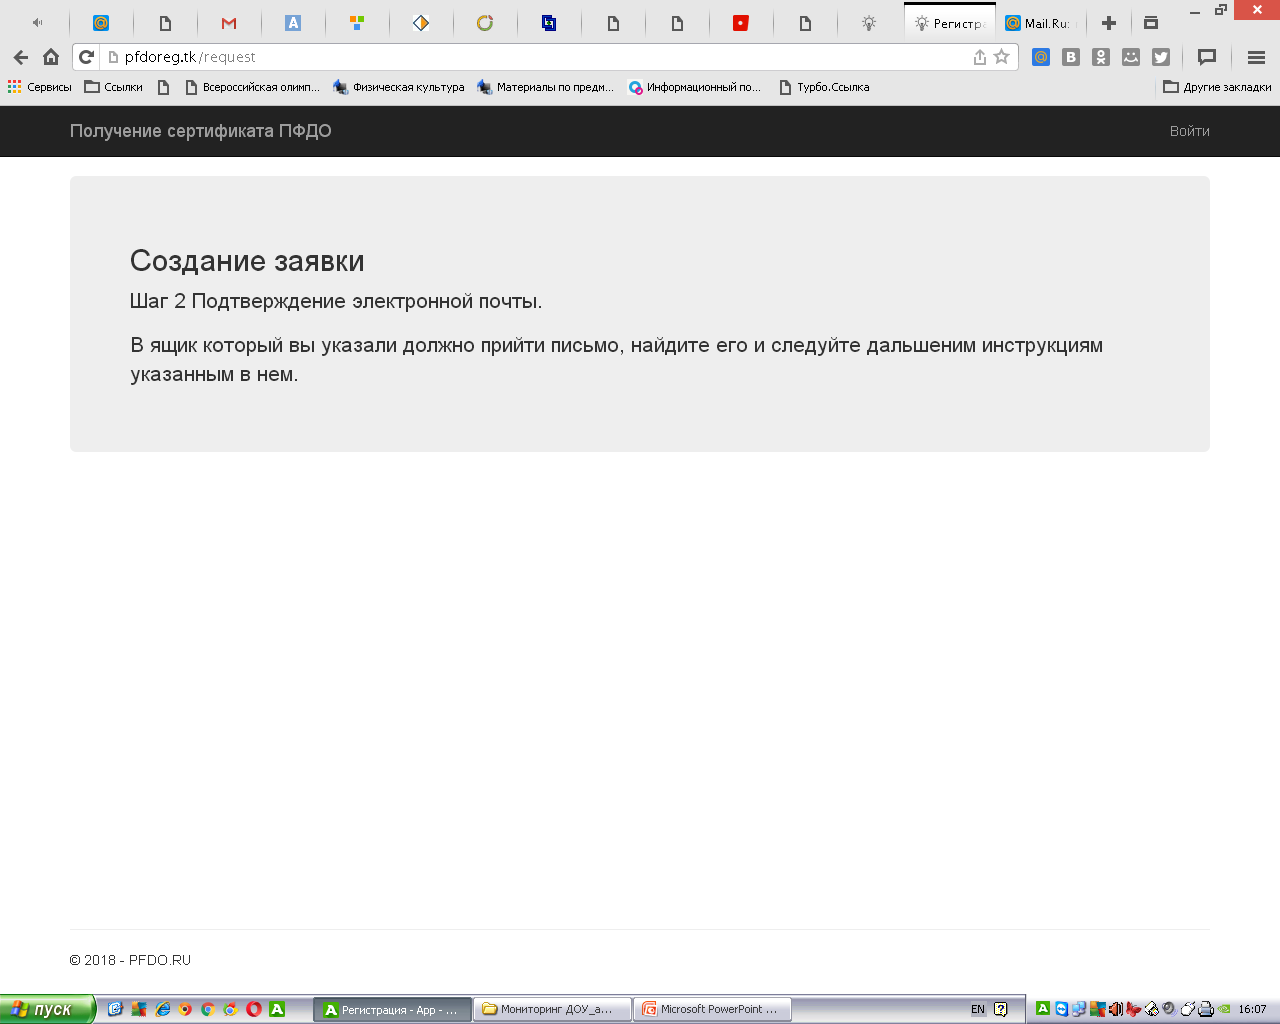 Регистра
Mail.Ru:
pfdoreg.tk/request
Сервисы
Ссылки
Всероссийская олимп...
Физическая культура
Материалы по предм...
Информационный по...
Турбо.Ссылка
Другие закладки
Получение сертификата ПФДО
Войти
Создание заявки
Шаг 2 Подтверждение электронной почты.
В ящик который вы указали должно прийти письмо, найдите его и следуйте дальшеним инструкциям
указанным в нем.
© 2018 - PFDO.RU
пуск
Регистрация - App - ...
Мониторинг ДОУ_а...
Microsoft PowerPoint ...
EN
16:07